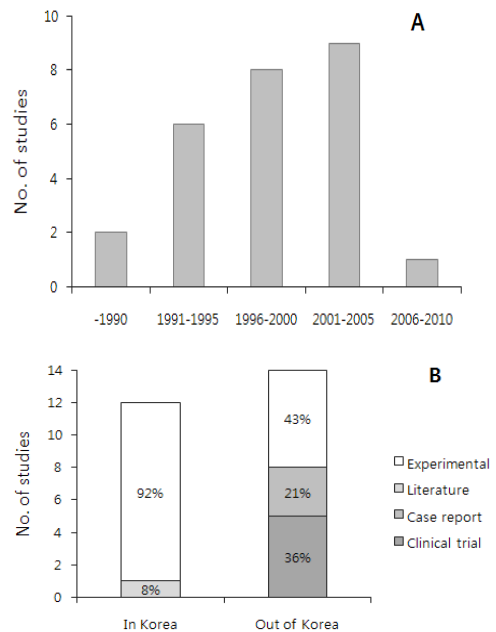 A
No. of studies
10
8
6
4
2
0
-1990 1991-1995 1996-2000 2001-2005 2006-2010
B
No. of studies
14
12
10
8
6
4
2
0
92%
8%
43%
21%
36%
Experimental
Literature
Case report
Clinical trial
In Korea Out of Korea